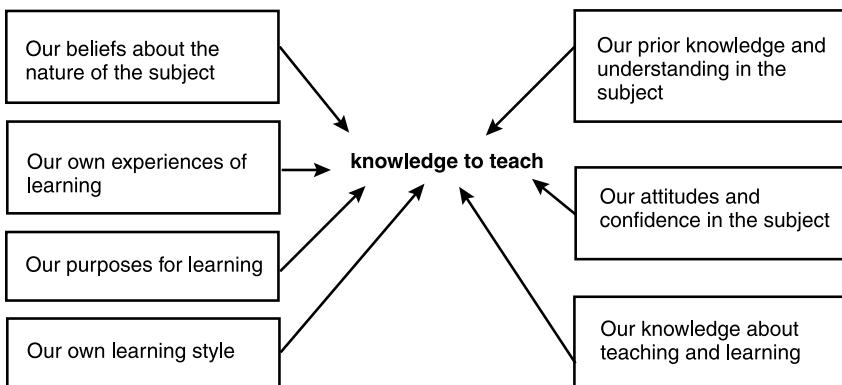 Our beliefs about the
nature of the subject
Our own experiences of
learning
Our purposes for learning
Our own learning style
knowledge to teach
Our prior knowledge and
understanding in the
subject
Our attitudes and
confidence in the subject
Our knowledge about
teaching and learning